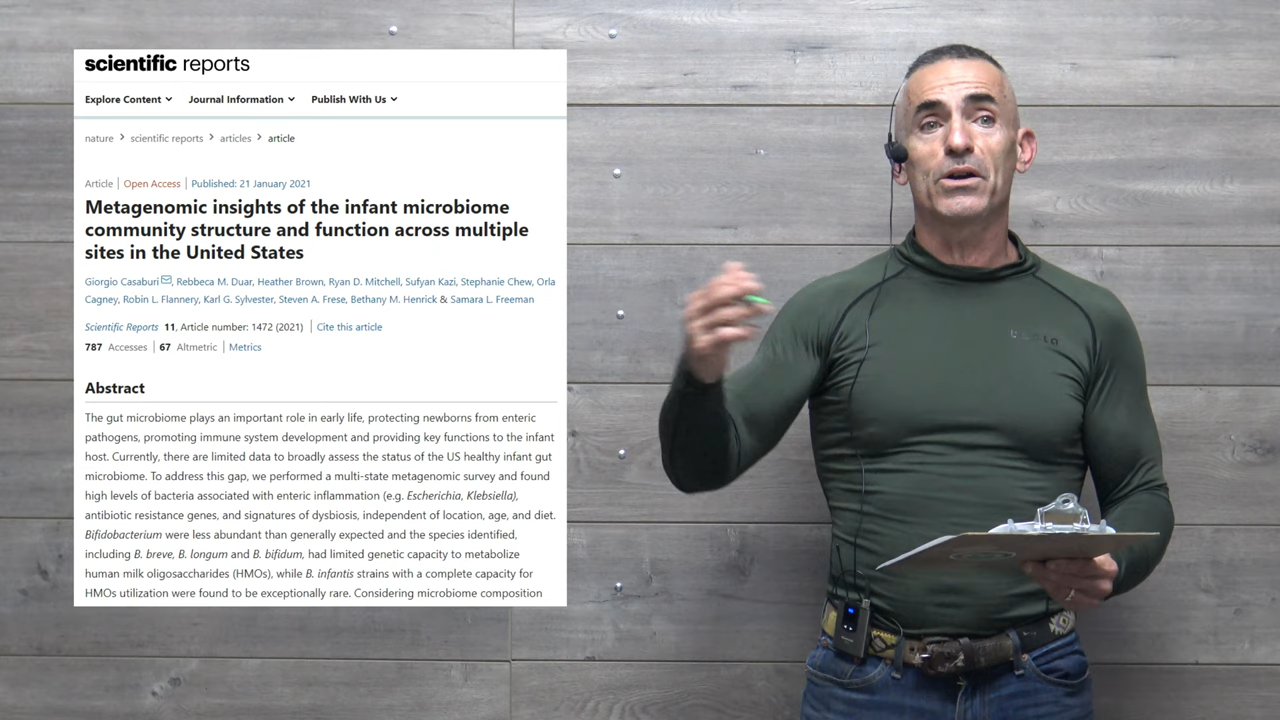 scientific reports
Explore Content Journal Information Publish With Us
nature > scientific reports > articles > article
Article | Open Access | Published: 21 January 2021
Metagenomic insights of the infant microbiome
community structure and function across multiple
sites in the United States
Giorgio Casaburi, Rebbeca M. Duar, Heather Brown, Ryan D. Mitchell, Sufyan Kazi, Stephanie Chew, Orla
Cagney, Robin L. Flannery, Karl G. Sylvester, Steven A. Frese, Bethany M. Henrick & Samara L. Freeman
Scientific Reports 11, Article number: 1472 (2021) | Cite this article
787 Accesses | 67 Altmetric | Metrics
Abstract
The gut microbiome plays an important role in early life, protecting newborns from enteric
pathogens, promoting immune system development and providing key functions to the infant
host. Currently, there are limited data to broadly assess the status of the US healthy infant gut
microbiome. To address this gap, we performed a multi-state metagenomic survey and found
high levels of bacteria associated with enteric inflammation (e.g. Escherichia, Klebsiella),
antibiotic resistance genes, and signatures of dysbiosis, independent of location, age, and diet.
Bifidobacterium were less abundant than generally expected and the species identified,
including B. breve, B. longum and B. bifidum, had limited genetic capacity to metabolize
human milk oligosaccharides (HMOs), while B. infantis strains with a complete capacity for
HMOs utilization were found to be exceptionally rare. Considering microbiome composition